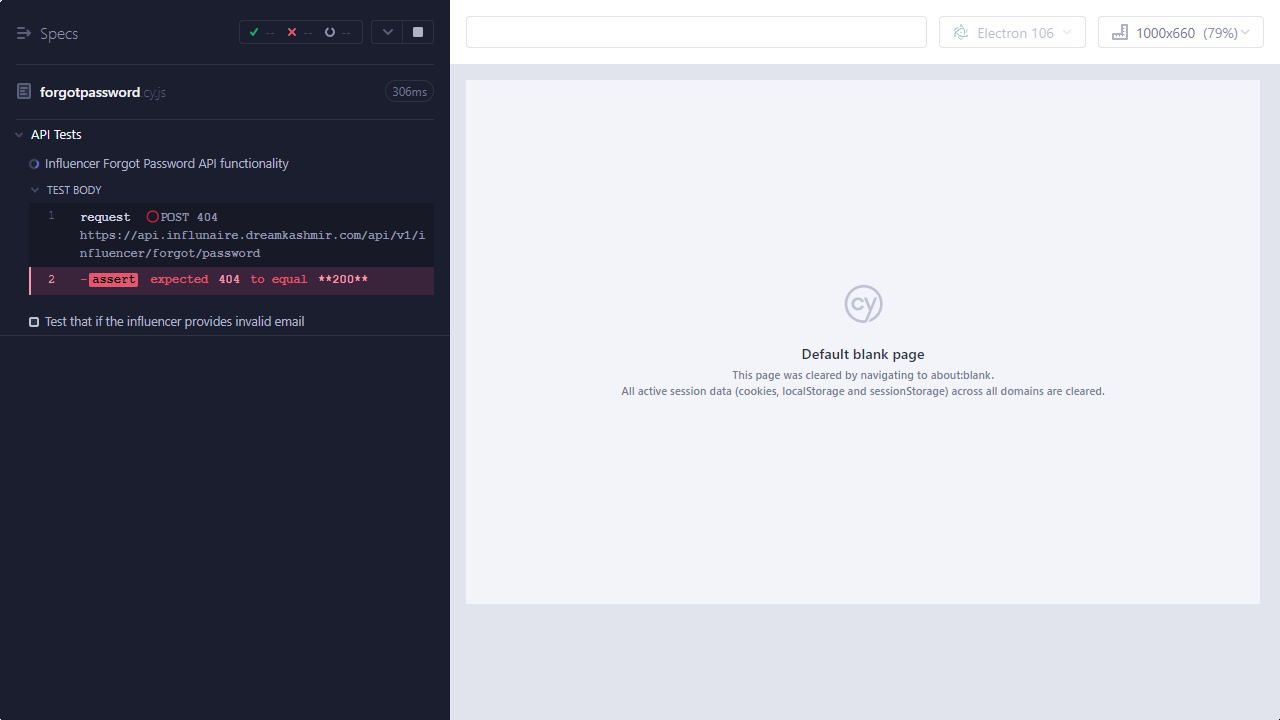 Specs
-- -- --
Electron 106
1000x660 (79%)
forgotpassword.cy.js
306ms
API Tests
Influencer Forgot Password API functionality
TEST BODY
1 request POST 404
https://api.influnaire.dreamkashmir.com/api/v1/i
nfluencer/forgot/password
2 -assert expected 404 to equal **200**
Test that if the influencer provides invalid email
cy
Default blank page
This page was cleared by navigating to about:blank.
All active session data (cookies, localStorage and sessionStorage) across all domains are cleared.